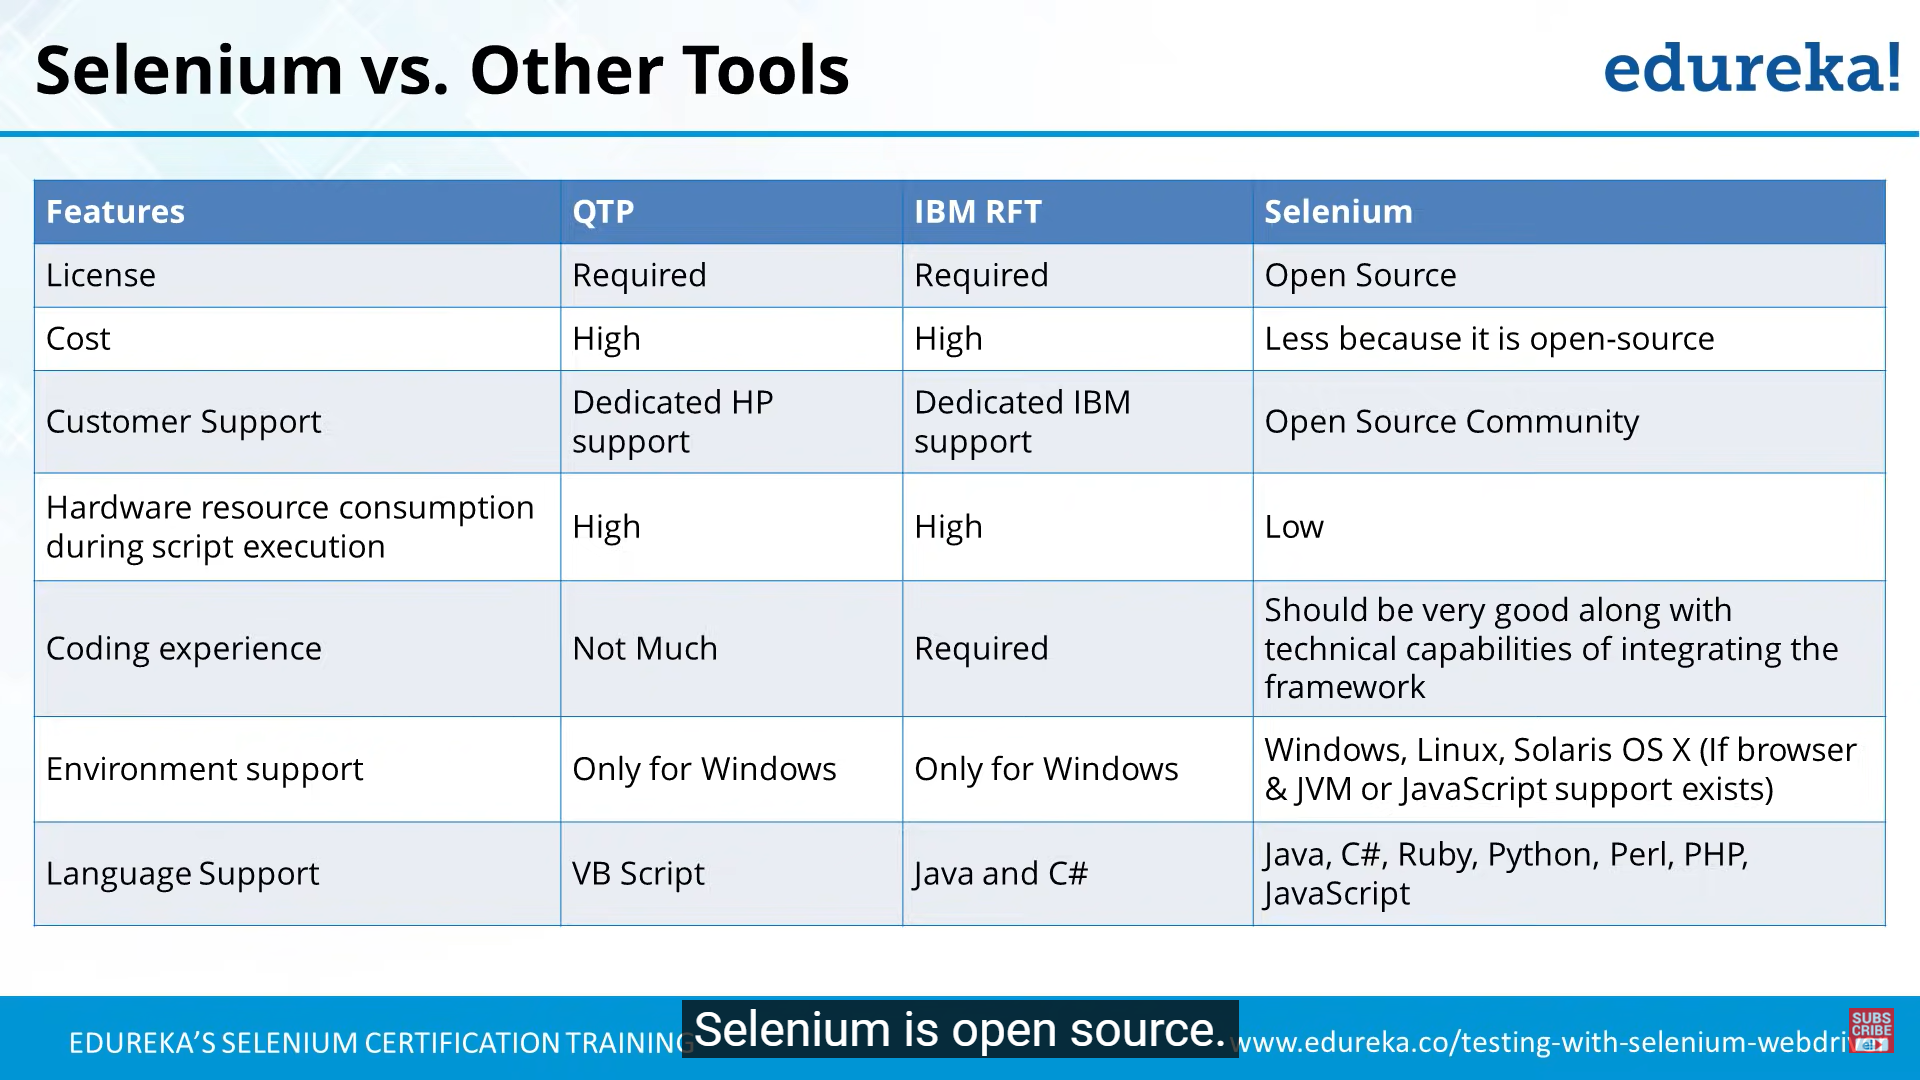 Selenium vs. Other Tools
edureka!
Features
QTP
IBM RFT
Selenium
License
Required
Required
Open Source
Cost
High
High
Less because it is open-source
Customer Support
Dedicated HP
support
Dedicated IBM
support
Open Source Community
Hardware resource consumption
during script execution
High
High
Low
Coding experience
Not Much
Required
Should be very good along with
technical capabilities of integrating the
framework
Environment support
Only for Windows
Only for Windows
Windows, Linux, Solaris OS X (If browser
& JVM or JavaScript support exists)
Language Support
VB Script
Java and C#
Java, C#, Ruby, Python, Perl, PHP,
JavaScript
EDUREKA'S SELENIUM CERTIFICATION TRAINING
Selenium is open source.
www.edureka.co/testing-with-selenium-webdri
SUBS
CRIBE